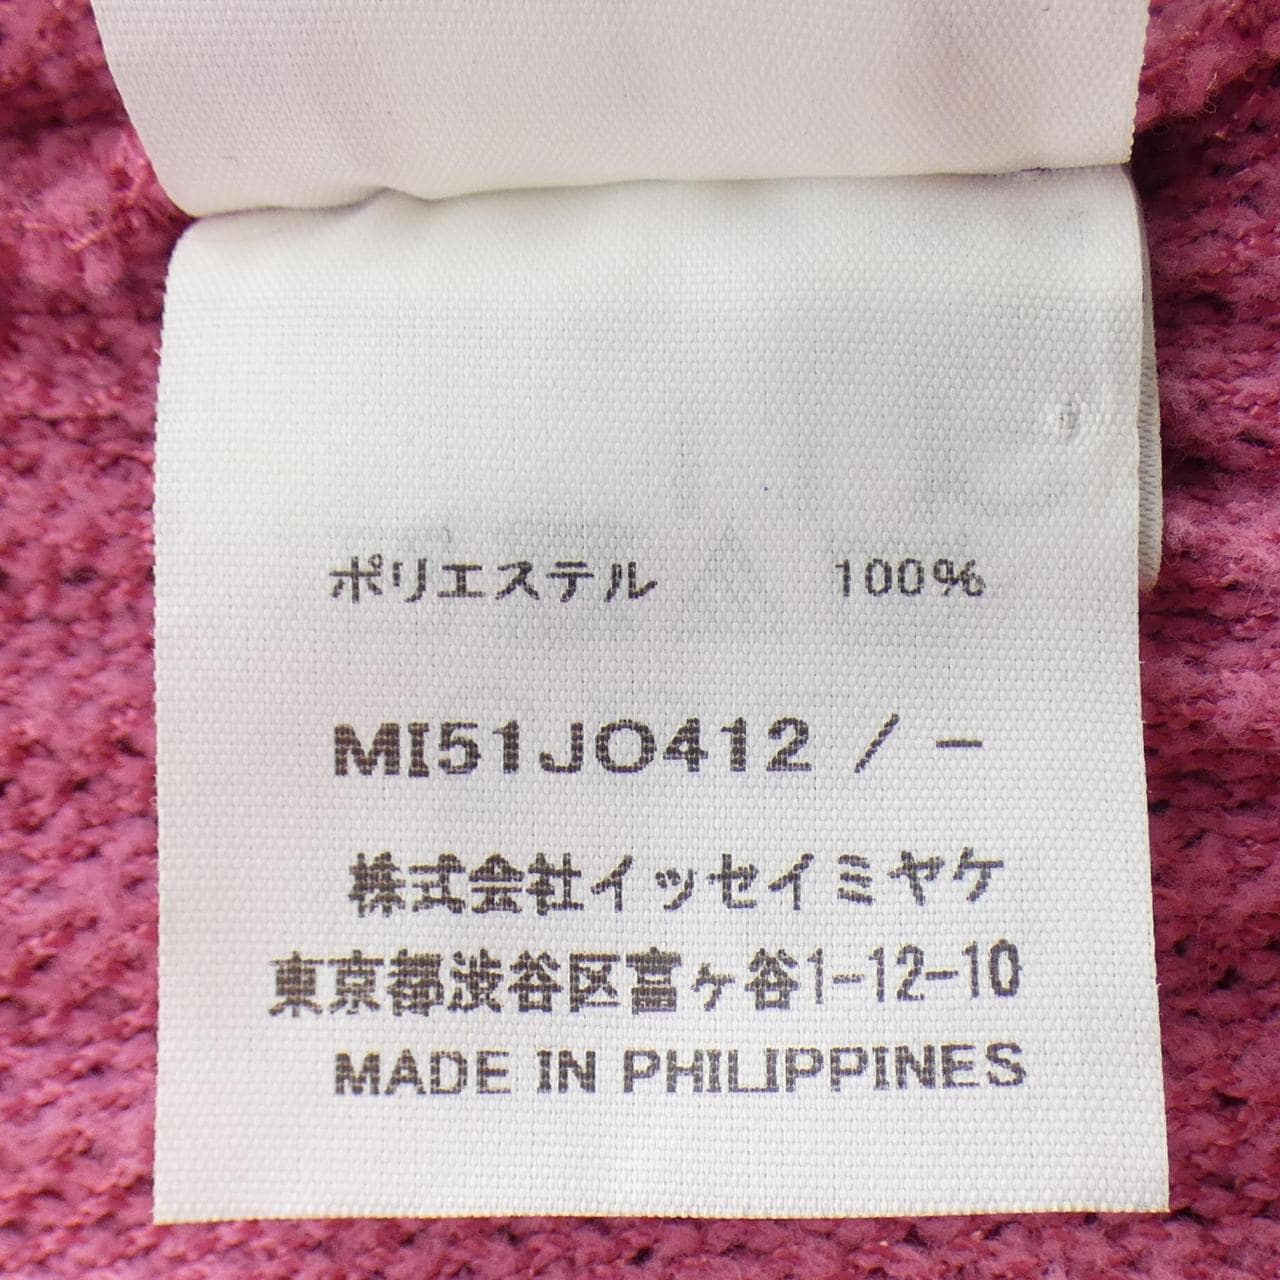 ポリエステル 100%
MI51JO412 / -
株式会社イッセイミヤケ
東京都渋谷区富ヶ谷1-12-10
MADE IN PHILIPPINES